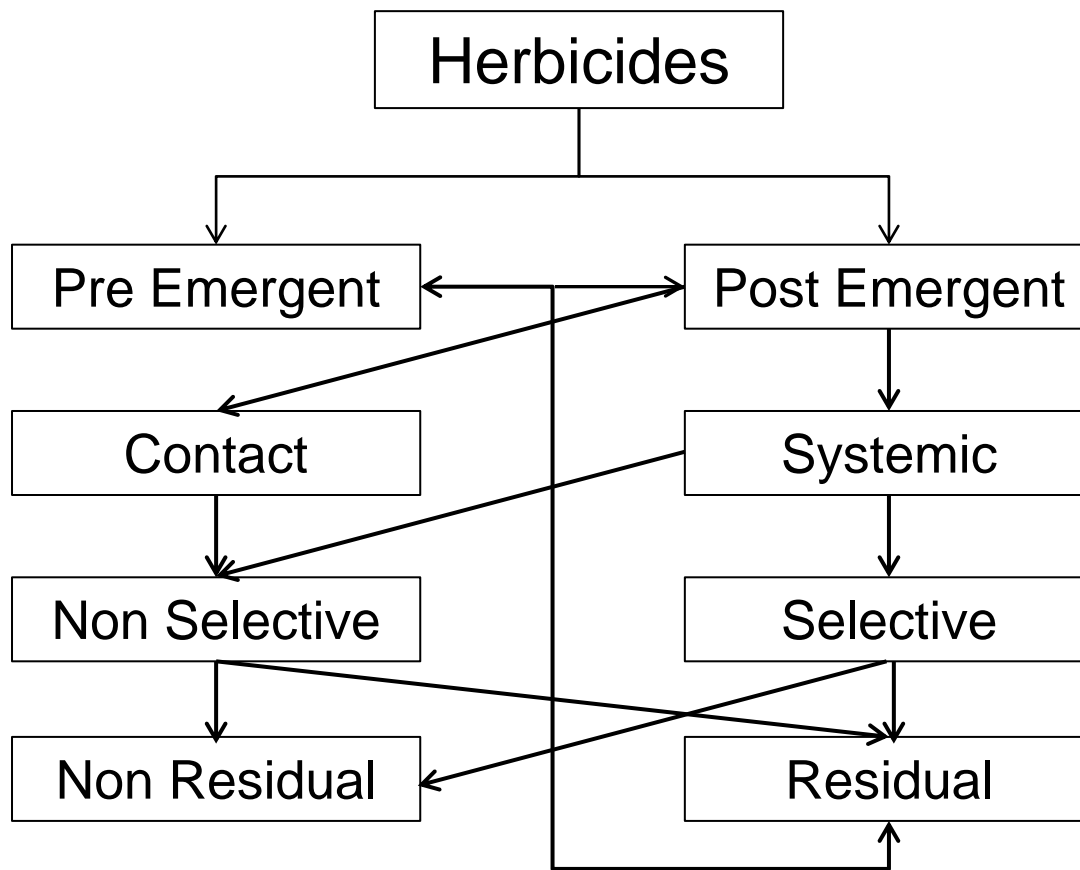 Herbicides
Pre Emergent
Post Emergent
Contact
Systemic
Non Selective
Selective
Non Residual
Residual